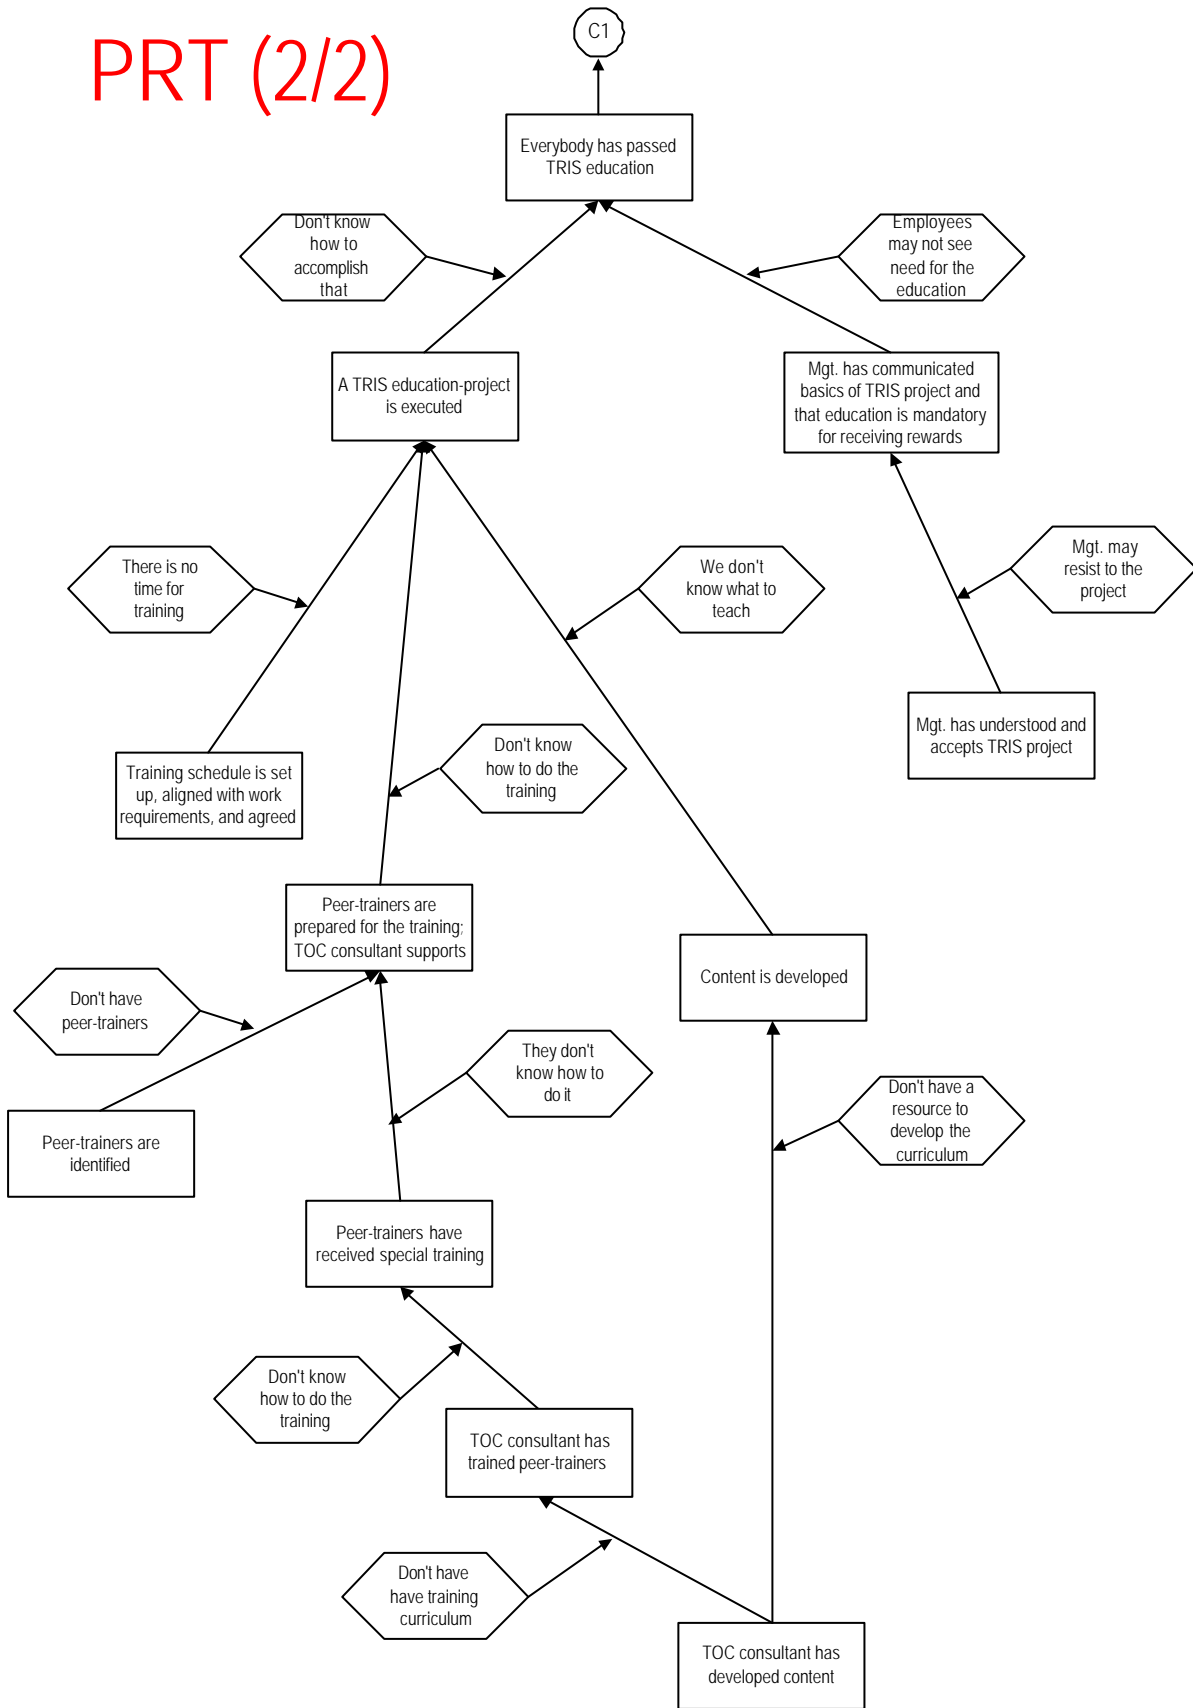 PRT (2/2)
C1
Everybody has passed
TRIS education
Don't know
how to
accomplish
that
Employees
may not see
need for the
education
A TRIS education-project
is executed
Mgt. has communicated
basics of TRIS project and
that education is mandatory
for receiving rewards
There is no
time for
training
We don't
know what to
teach
Mgt. may
resist to the
project
Mgt. has understood and
accepts TRIS project
Training schedule is set
up, aligned with work
requirements, and agreed
Don't know
how to do the
training
Peer-trainers are
prepared for the training;
TOC consultant supports
Content is developed
Don't have
peer-trainers
They don't
know how to
do it
Don't have a
resource to
develop the
curriculum
Peer-trainers are
identified
Peer-trainers have
received special training
Don't know
how to do the
training
TOC consultant has
trained peer-trainers
Don't have
have training
curriculum
TOC consultant has
developed content